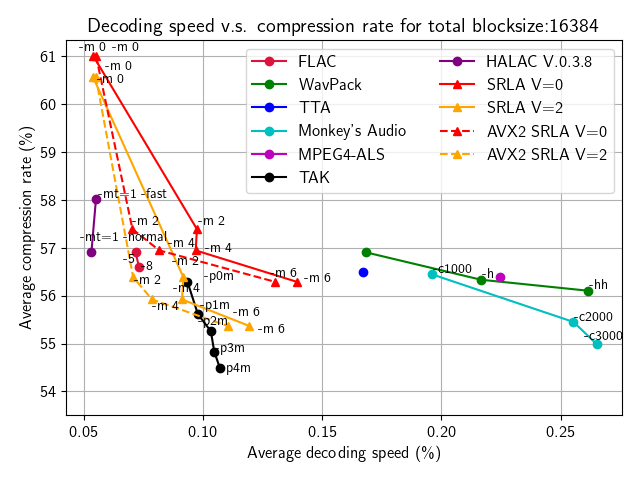 Decoding speed v.s. compression rate for total blocksize:16384
Average compression rate (%)
61
60
59
58
57
56
55
54
FLAC
WavPack
TTA
Monkey's Audio
MPEG4-ALS
TAK
HALAC V.0.3.8
SRLA V=0
SRLA V=2
AVX2 SRLA V=0
AVX2 SRLA V=2
-m 0
-m 0
-m 0
-m 0
-mt=1 -fast
-m 2
-m 2
-mt=1 -normal
-m 4
-m 4
-5
-8
-m 2
-m 2
-p0m
-m 6
-m 6
-c1000
-h
-hh
-m 4
-m 4
-p1m
-m 6
-p2m
-m 6
-c2000
-c3000
-p3m
-p4m
0.05
0.10
0.15
0.20
0.25
Average decoding speed (%)